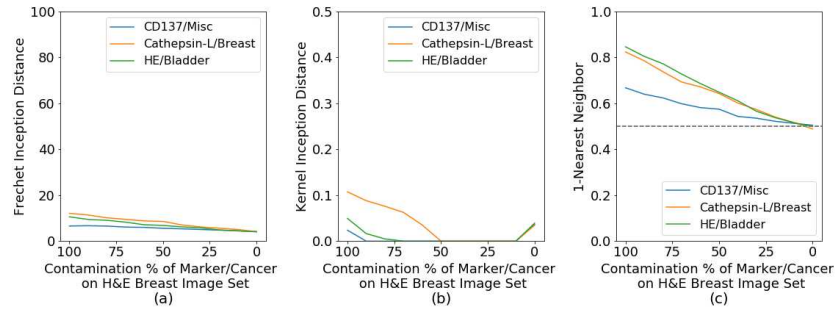 100
80
60
40
20
0
Frechet Inception Distance
CD137/Misc
Cathepsin-L/Breast
HE/Bladder
100 75 50 25 0
Contamination % of Marker/Cancer
on H&E Breast Image Set
(a)
0.5
0.4
0.3
0.2
0.1
0.0
Kernel Inception Distance
CD137/Misc
Cathepsin-L/Breast
HE/Bladder
100 75 50 25 0
Contamination % of Marker/Cancer
on H&E Breast Image Set
(b)
1.0
0.8
0.6
0.4
0.2
0.0
1-Nearest Neighbor
CD137/Misc
Cathepsin-L/Breast
HE/Bladder
100 75 50 25 0
Contamination % of Marker/Cancer
on H&E Breast Image Set
(c)